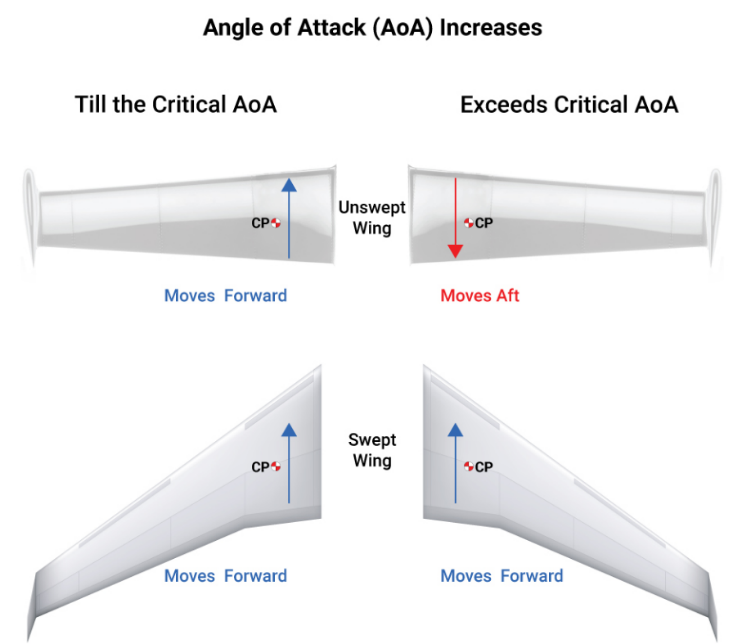 Angle of Attack (AoA) Increases
Till the Critical AoA
Exceeds Critical AoA
CP
Unswept
Wing
CP
Moves Forward
Moves Aft
CP
Swept
Wing
CP
Moves Forward
Moves Forward